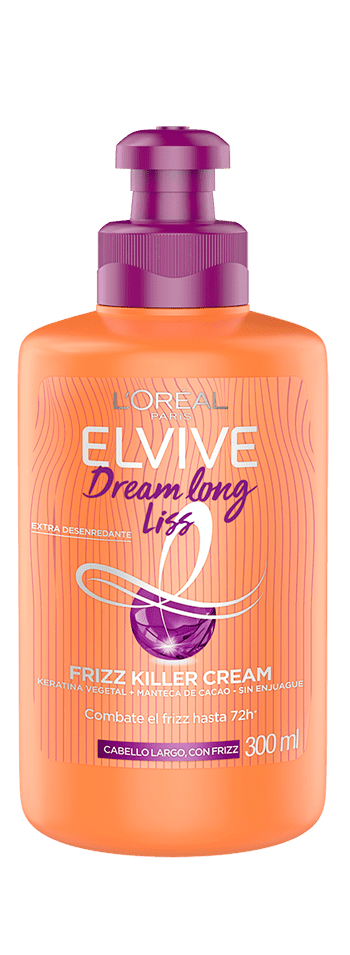 L'ORÉAL
PARIS
ELVIVE
Dream long
Liss
EXTRA DESENREDANTE
FRIZZ KILLER CREAM
KERATINA VEGETAL + MANTECA DE CACAO - SIN ENJUAGUE
Combate el frizz hasta 72h*
CABELLO LARGO, CON FRIZZ
300 ml